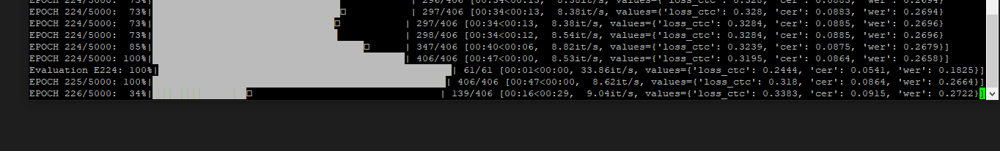 EPOCH 224/5000: 73%| | 296/406 [00:34<00:13, 8.38it/s, values={'loss_ctc': 0.328, 'cer': 0.0883, 'wer': 0.2694}
EPOCH 224/5000: 73%| | 297/406 [00:34<00:13, 8.38it/s, values={'loss_ctc': 0.328, 'cer': 0.0883, 'wer': 0.2694}
EPOCH 224/5000: 73%| | 297/406 [00:34<00:13, 8.38it/s, values={'loss_ctc': 0.3284, 'cer': 0.0885, 'wer': 0.2696}
EPOCH 224/5000: 73%| | 298/406 [00:34<00:12, 8.54it/s, values={'loss_ctc': 0.3284, 'cer': 0.0885, 'wer': 0.2696}
EPOCH 224/5000: 85%| | 347/406 [00:40<00:06, 8.82it/s, values={'loss_ctc': 0.3239, 'cer': 0.0875, 'wer': 0.2679}]
EPOCH 224/5000: 100%| | 406/406 [00:47<00:00, 8.53it/s, values={'loss_ctc': 0.3195, 'cer': 0.0864, 'wer': 0.2658}]
Evaluation E224: 100%| | 61/61 [00:01<00:00, 33.86it/s, values={'loss_ctc': 0.2444, 'cer': 0.0541, 'wer': 0.1825}]
EPOCH 225/5000: 100%| | 406/406 [00:47<00:00, 8.62it/s, values={'loss_ctc': 0.318, 'cer': 0.0864, 'wer': 0.2664}]
EPOCH 226/5000: 34%| | 139/406 [00:16<00:29, 9.04it/s, values={'loss_ctc': 0.3383, 'cer': 0.0915, 'wer': 0.2722}]